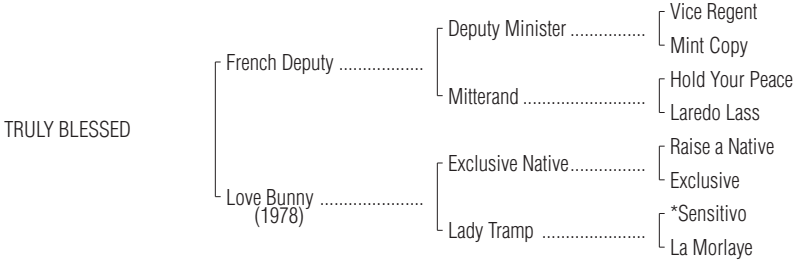 Vice Regent
Deputy Minister ................
Mint Copy
French Deputy ..................
Hold Your Peace
Mitterand ..........................
Laredo Lass
TRULY BLESSED
Raise a Native
Exclusive Native................
Exclusive
Love Bunny ......................
(1978)
*Sensitivo
Lady Tramp ......................
La Morlaye